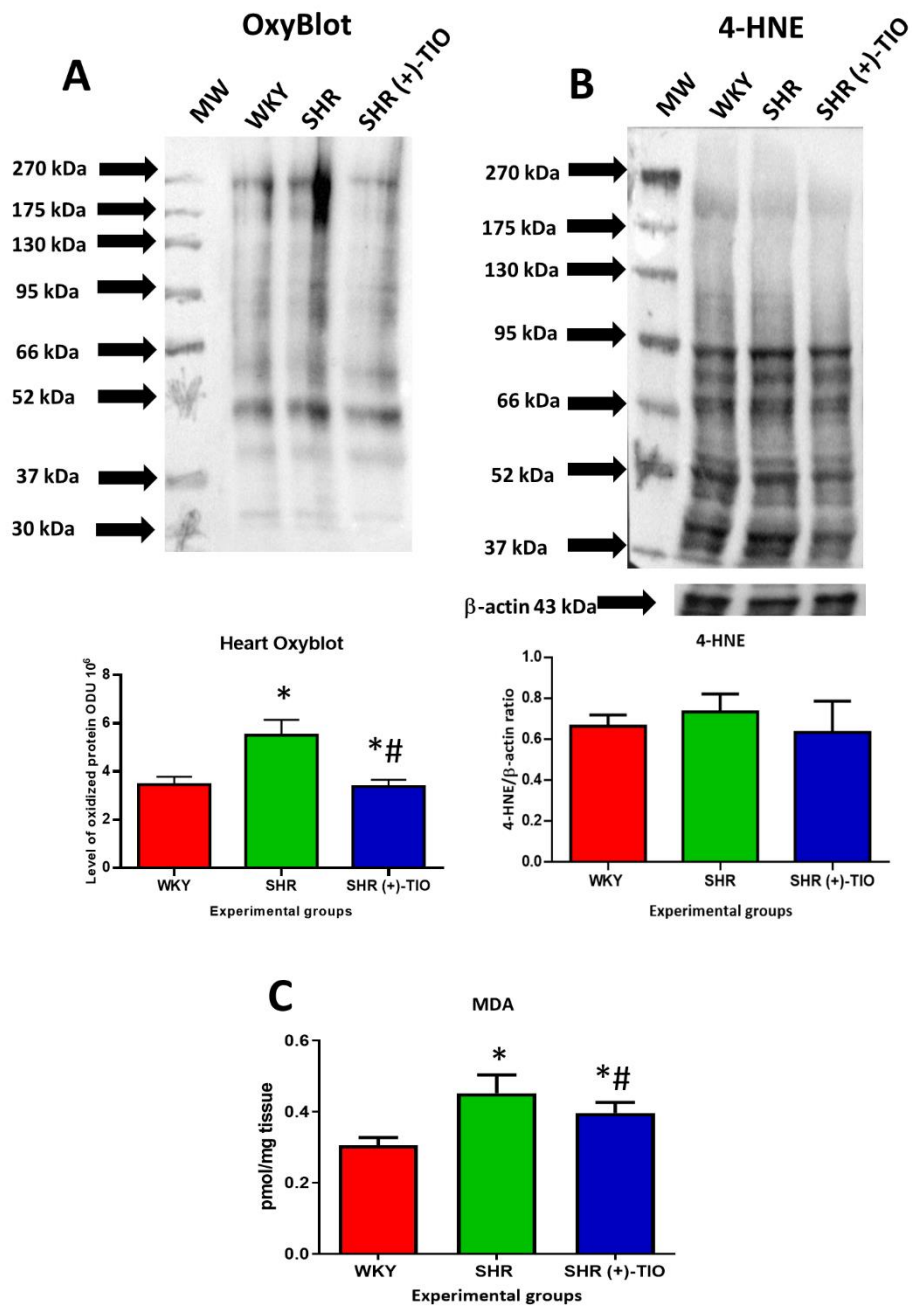 OxyBlot
A
MW
WKY
SHR
SHR (+)-TIO
270 kDa
175 kDa
130 kDa
95 kDa
66 kDa
52 kDa
37 kDa
30 kDa
4-HNE
B
MW
WKY
SHR
SHR (+)-TIO
270 kDa
175 kDa
130 kDa
95 kDa
66 kDa
52 kDa
37 kDa
β-actin 43 kDa
Heart Oxyblot
Level of oxidized protein ODU 10⁶
8
6
4
2
0
*
*#
WKY
SHR
SHR (+)-TIO
Experimental groups
4-HNE
4-HNE/β-actin ratio
1.0
0.8
0.6
0.4
0.2
0.0
WKY
SHR
SHR (+)-TIO
Experimental groups
C
MDA
pmol/mg tissue
0.6
0.4
0.2
0.0
*
*#
WKY
SHR
SHR (+)-TIO
Experimental groups